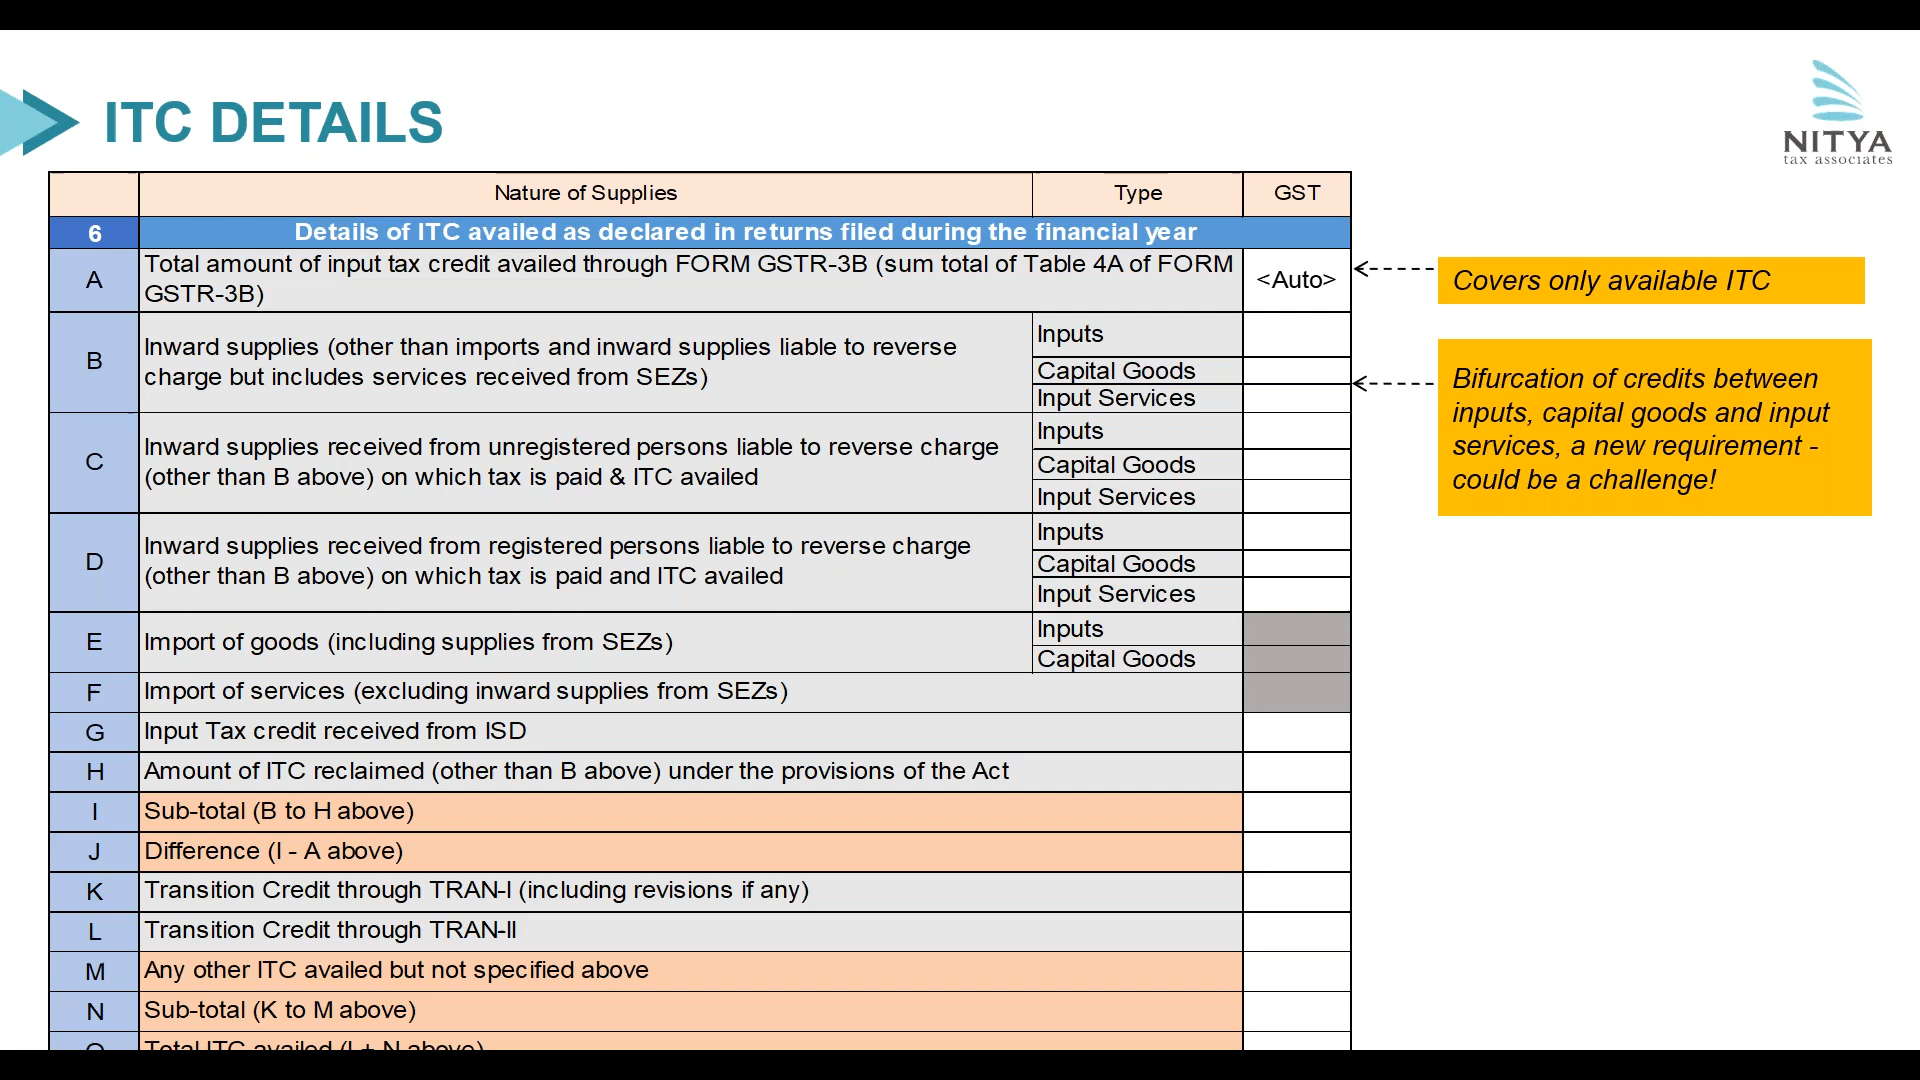 ITC DETAILS
NITYA
tax associates
Nature of Supplies
Type
GST
6
Details of ITC availed as declared in returns filed during the financial year
A
Total amount of input tax credit availed through FORM GSTR-3B (sum total of Table 4A of FORM
GSTR-3B)
<Auto>
Covers only available ITC
B
Inward supplies (other than imports and inward supplies liable to reverse
charge but includes services received from SEZs)
Inputs
Capital Goods
Input Services
Bifurcation of credits between
inputs, capital goods and input
services, a new requirement -
could be a challenge!
C
Inward supplies received from unregistered persons liable to reverse charge
(other than B above) on which tax is paid & ITC availed
Inputs
Capital Goods
Input Services
D
Inward supplies received from registered persons liable to reverse charge
(other than B above) on which tax is paid and ITC availed
Inputs
Capital Goods
Input Services
E
Import of goods (including supplies from SEZs)
Inputs
Capital Goods
F
Import of services (excluding inward supplies from SEZs)
G
Input Tax credit received from ISD
H
Amount of ITC reclaimed (other than B above) under the provisions of the Act
I
Sub-total (B to H above)
J
Difference (I - A above)
K
Transition Credit through TRAN-I (including revisions if any)
L
Transition Credit through TRAN-II
M
Any other ITC availed but not specified above
N
Sub-total (K to M above)
O
Total ITC availed (I + N above)